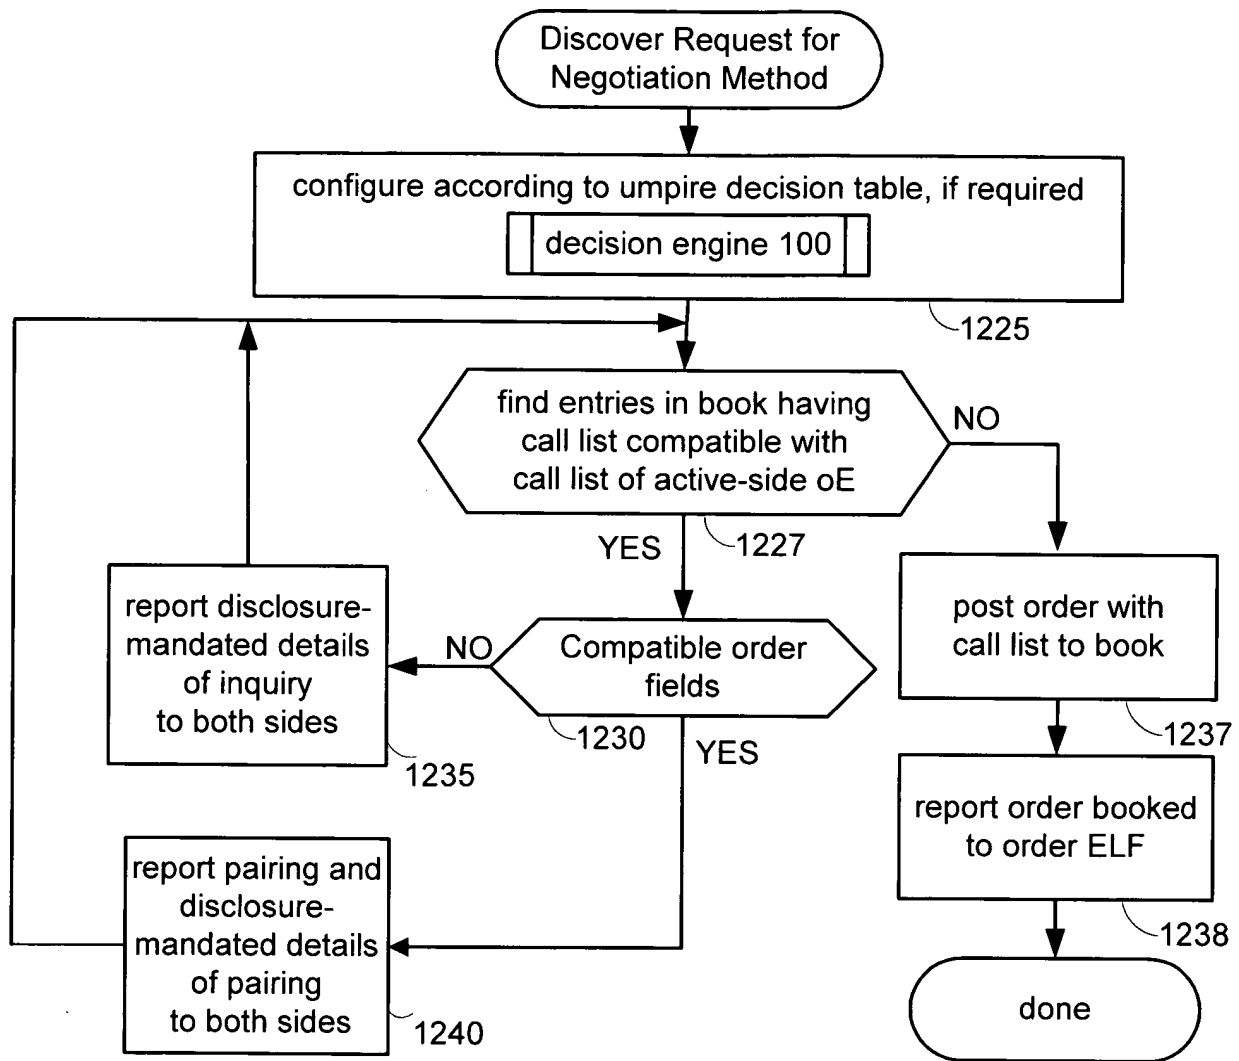 Discover Request for
Negotiation Method
configure according to umpire decision table, if required
decision engine 100
1225
find entries in book having
call list compatible with
call list of active-side oE
NO
YES
1227
report disclosure-
mandated details
of inquiry
to both sides
1235
NO
Compatible order
fields
1230
YES
post order with
call list to book
1237
report order booked
to order ELF
1238
report pairing and
disclosure-
mandated details
of pairing
to both sides
1240
done